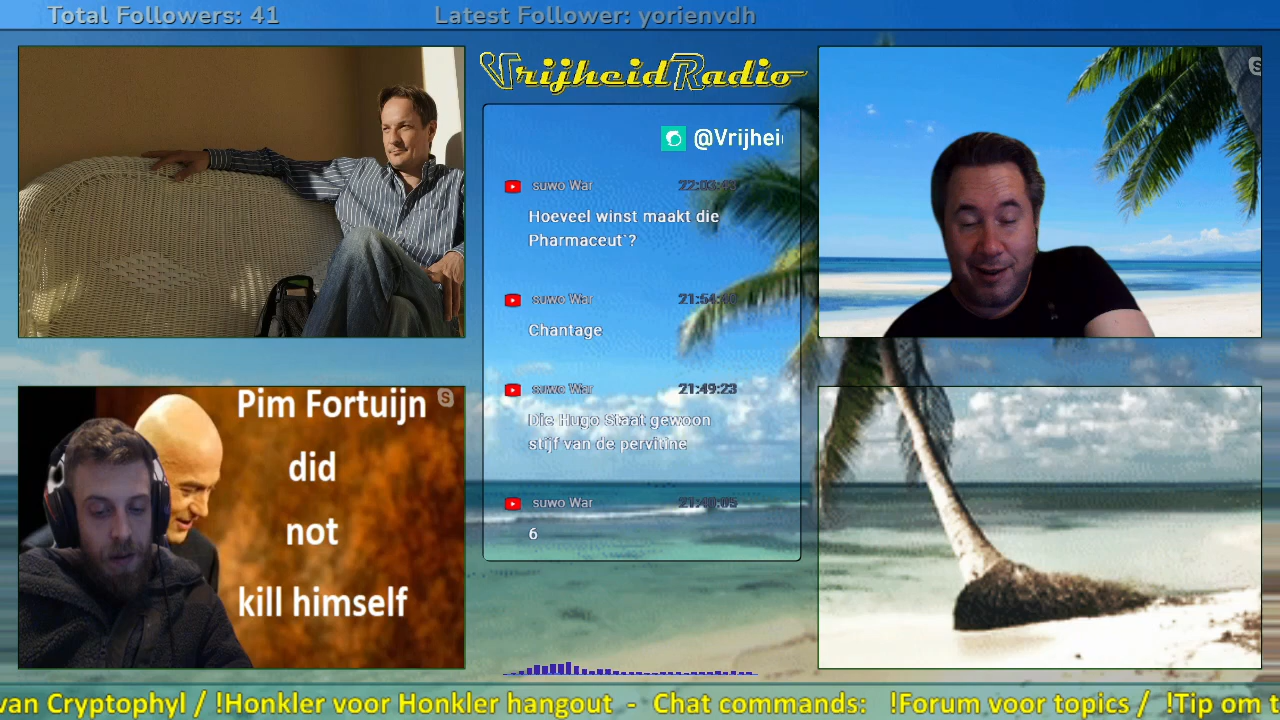 Total Followers: 41
Latest Follower: yorienvdh
VrijheidRadio
@Vrijhei
suwo War
Hoeveel winst maakt die
Pharmaceut`?
suwo War
Chantage
suwo War 21:49:23
Die Hugo Staat gewoon
stijf van de pervitine
suwo War
6
Pim Fortuijn
did
not
kill himself
van Cryptophyl / !Honkler voor Honkler hangout - Chat commands: !Forum voor topics / !Tip om t